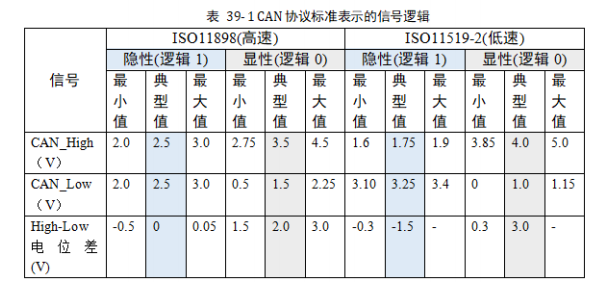 表 39-1 CAN 协议标准表示的信号逻辑
信号 ISO11898(高速) ISO11519-2(低速)
隐性(逻辑 1) 显性(逻辑 0) 隐性(逻辑 1) 显性(逻辑 0)
最小值 典型值 最大值 最小值 典型值 最大值 最小值 典型值 最大值 最小值 典型值 最大值
CAN_High（V） 2.0 2.5 3.0 2.75 3.5 4.5 1.6 1.75 1.9 3.85 4.0 5.0
CAN_Low（V） 2.0 2.5 3.0 0.5 1.5 2.25 3.10 3.25 3.4 0 1.0 1.15
High-Low 电位差(V) -0.5 0 0.05 1.5 2.0 3.0 -0.3 -1.5 - 0.3 3.0 -